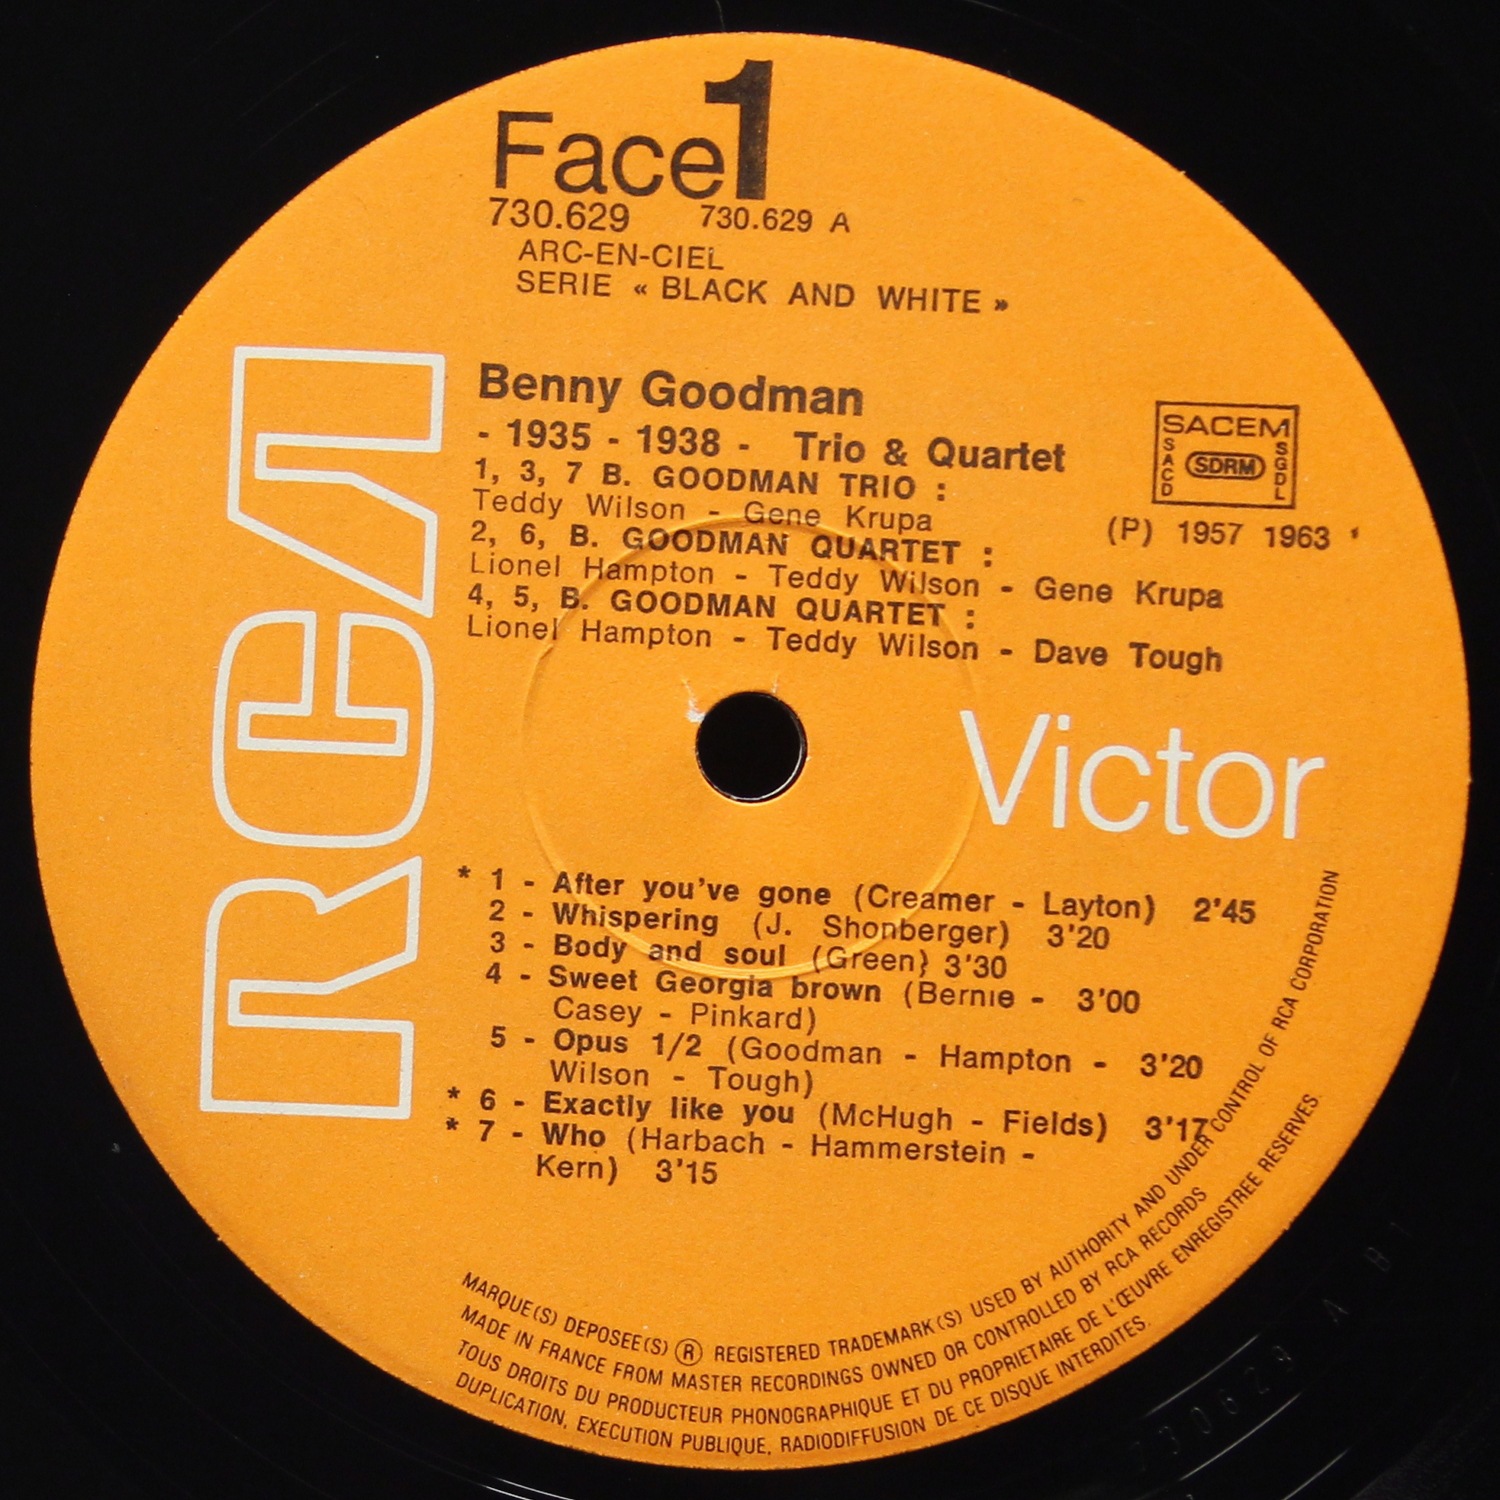 Face 1
730.629 730.629 A
ARC-EN-CIEL
SERIE « BLACK AND WHITE »
Benny Goodman
- 1935 - 1938 - Trio & Quartet
1, 3, 7 B. GOODMAN TRIO :
Teddy Wilson - Gene Krupa
2, 6, B. GOODMAN QUARTET :
Lionel Hampton - Teddy Wilson - Gene Krupa
4, 5, B. GOODMAN QUARTET :
Lionel Hampton - Teddy Wilson - Dave Tough
SACEM
SACD
SDRM
SGDL
(P) 1957 1963
RCA
Victor
* 1 - After you've gone (Creamer - Layton) 2'45
2 - Whispering (J. Shonberger) 3'20
3 - Body and soul (Green) 3'30
4 - Sweet Georgia brown (Bernie - 3'00
Casey - Pinkard)
5 - Opus 1/2 (Goodman - Hampton - 3'20
Wilson - Tough)
* 6 - Exactly like you (McHugh - Fields) 3'17
* 7 - Who (Harbach - Hammerstein -
Kern) 3'15
MARQUE(S) DEPOSEE(S) ® REGISTERED TRADEMARK(S) USED BY AUTHORITY AND UNDER CONTROL OF RCA CORPORATION
MADE IN FRANCE FROM MASTER RECORDINGS OWNED OR CONTROLLED BY RCA RECORDS
TOUS DROITS DU PRODUCTEUR PHONOGRAPHIQUE ET DU PROPRIETAIRE DE L'ŒUVRE ENREGISTREE RESERVES.
DUPLICATION, EXECUTION PUBLIQUE, RADIODIFFUSION DE CE DISQUE INTERDITES.
730629 A B